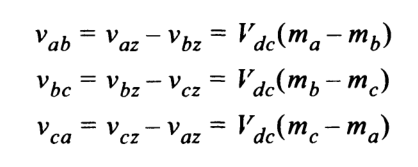 v_ab = v_az − v_bz = V_dc(m_a − m_b)
v_bc = v_bz − v_cz = V_dc(m_b − m_c)
v_ca = v_cz − v_az = V_dc(m_c − m_a)